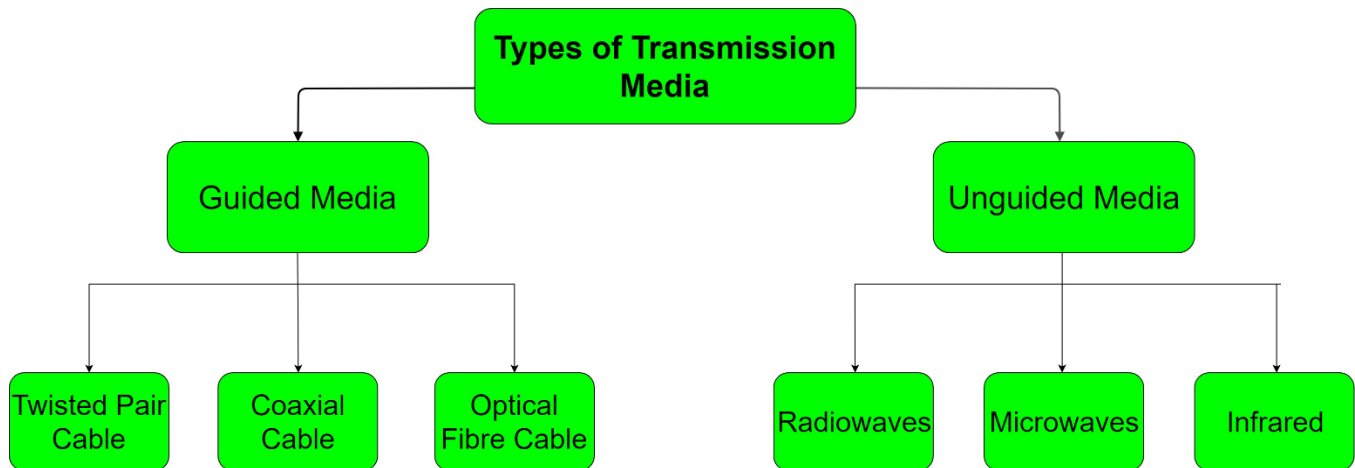 Types of Transmission
Media
Guided Media
Unguided Media
Twisted Pair
Cable
Coaxial
Cable
Optical
Fibre Cable
Radiowaves
Microwaves
Infrared